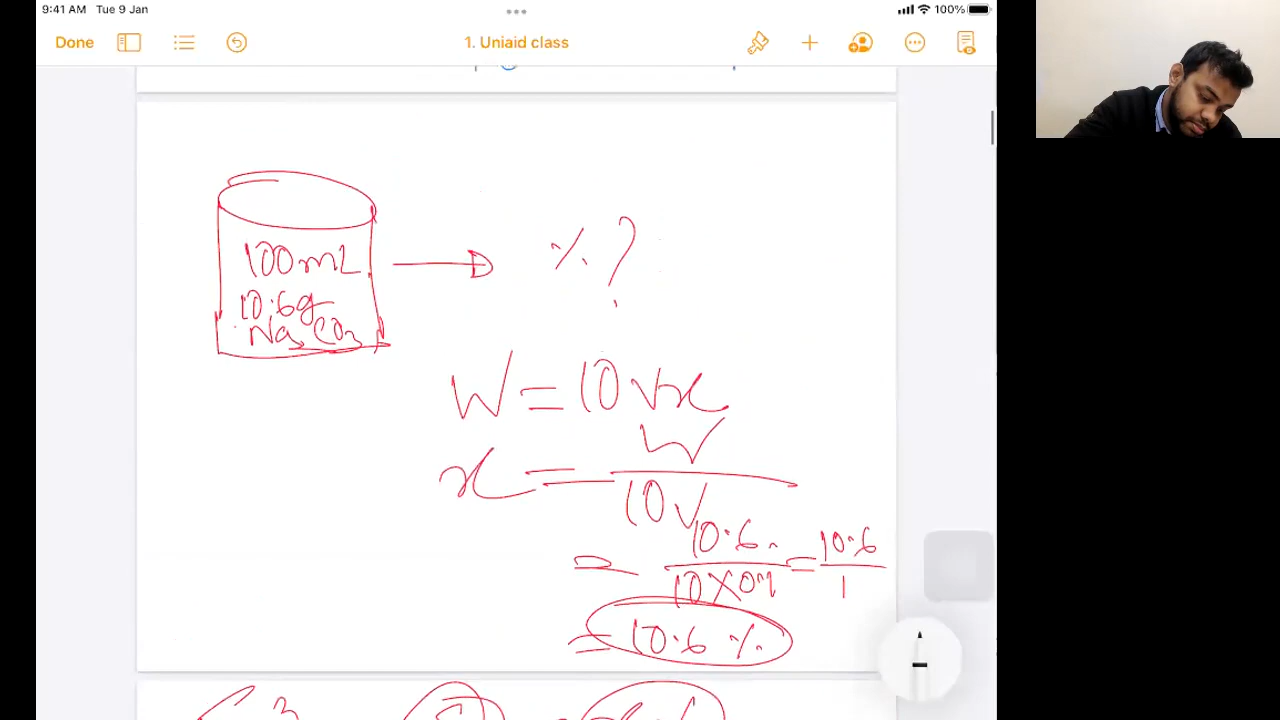 9:41 AM Tue 9 Jan
100%
Done
1. Uniaid class
100mL
10.6g
Na₂CO₃
%?
W=10Vx
x=W/10V
=10.6/10×0.1=10.6/1
=10.6%